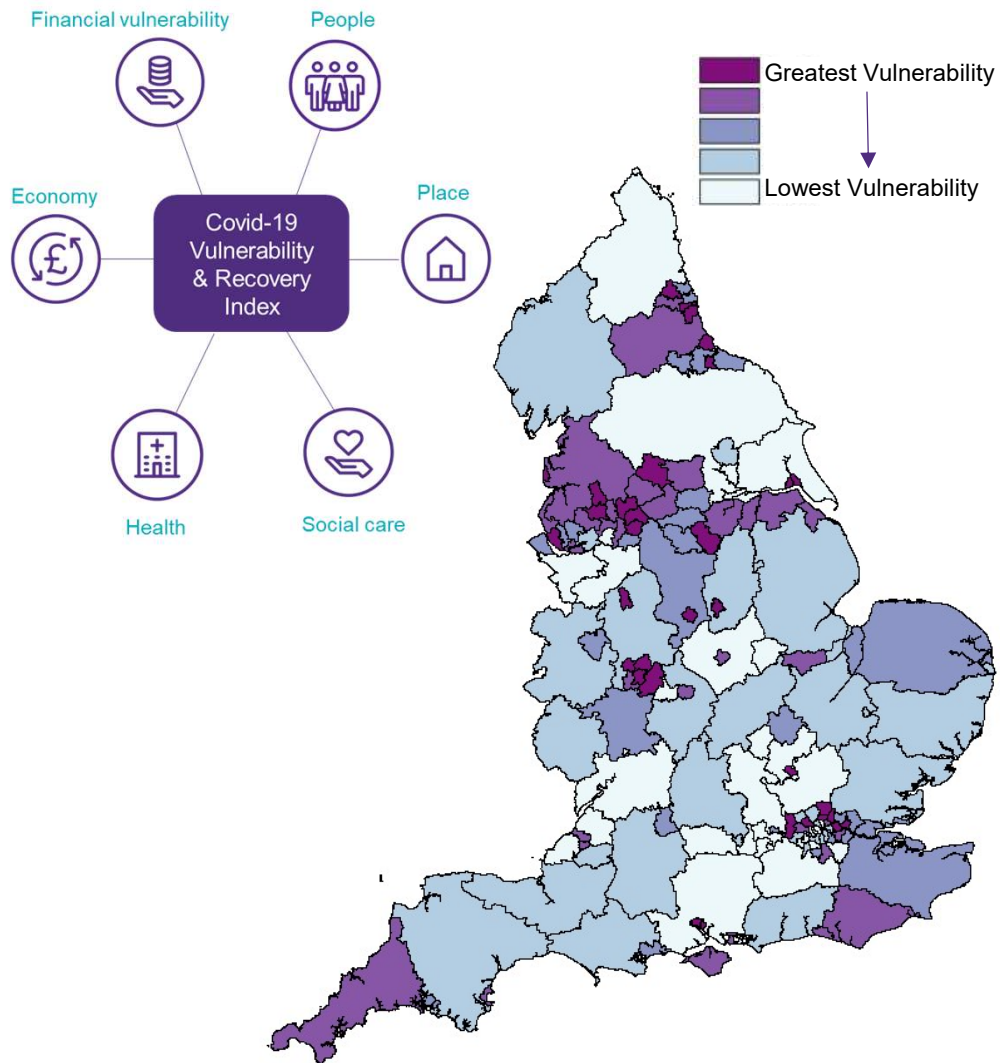 Financial vulnerability
People
Greatest Vulnerability
Lowest Vulnerability
Economy
£
Place
Covid-19
Vulnerability
& Recovery
Index
Health
Social care